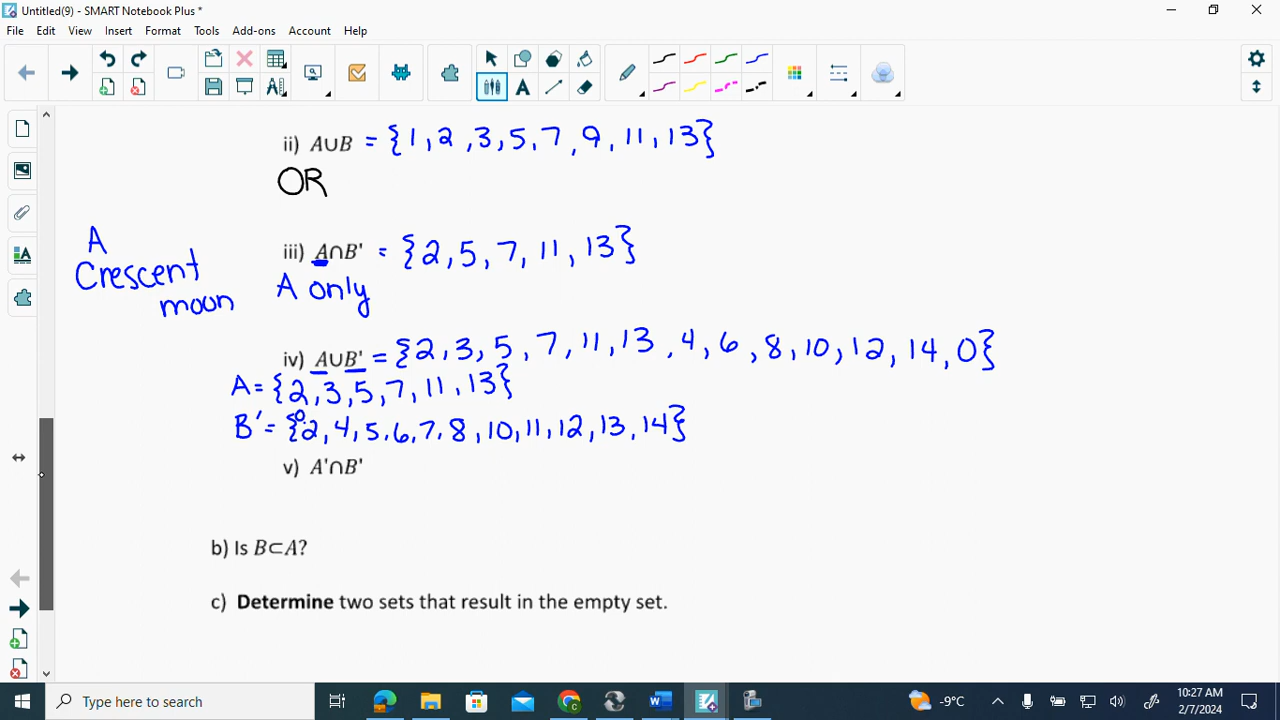 Untitled(9) - SMART Notebook Plus *
File Edit View Insert Format Tools Add-ons Account Help
ii) A∪B = {1, 2, 3, 5, 7, 9, 11, 13}
OR
A
Crescent
moon
iii) A∩B' = {2, 5, 7, 11, 13}
A only
iv) A∪B' = {2, 3, 5, 7, 11, 13, 4, 6, 8, 10, 12, 14, 0}
A = {2, 3, 5, 7, 11, 13}
B' = {0, 2, 4, 5, 6, 7, 8, 10, 11, 12, 13, 14}
v) A'∩B'
b) Is B⊂A?
c) Determine two sets that result in the empty set.
Type here to search
-9°C
10:27 AM
2/7/2024